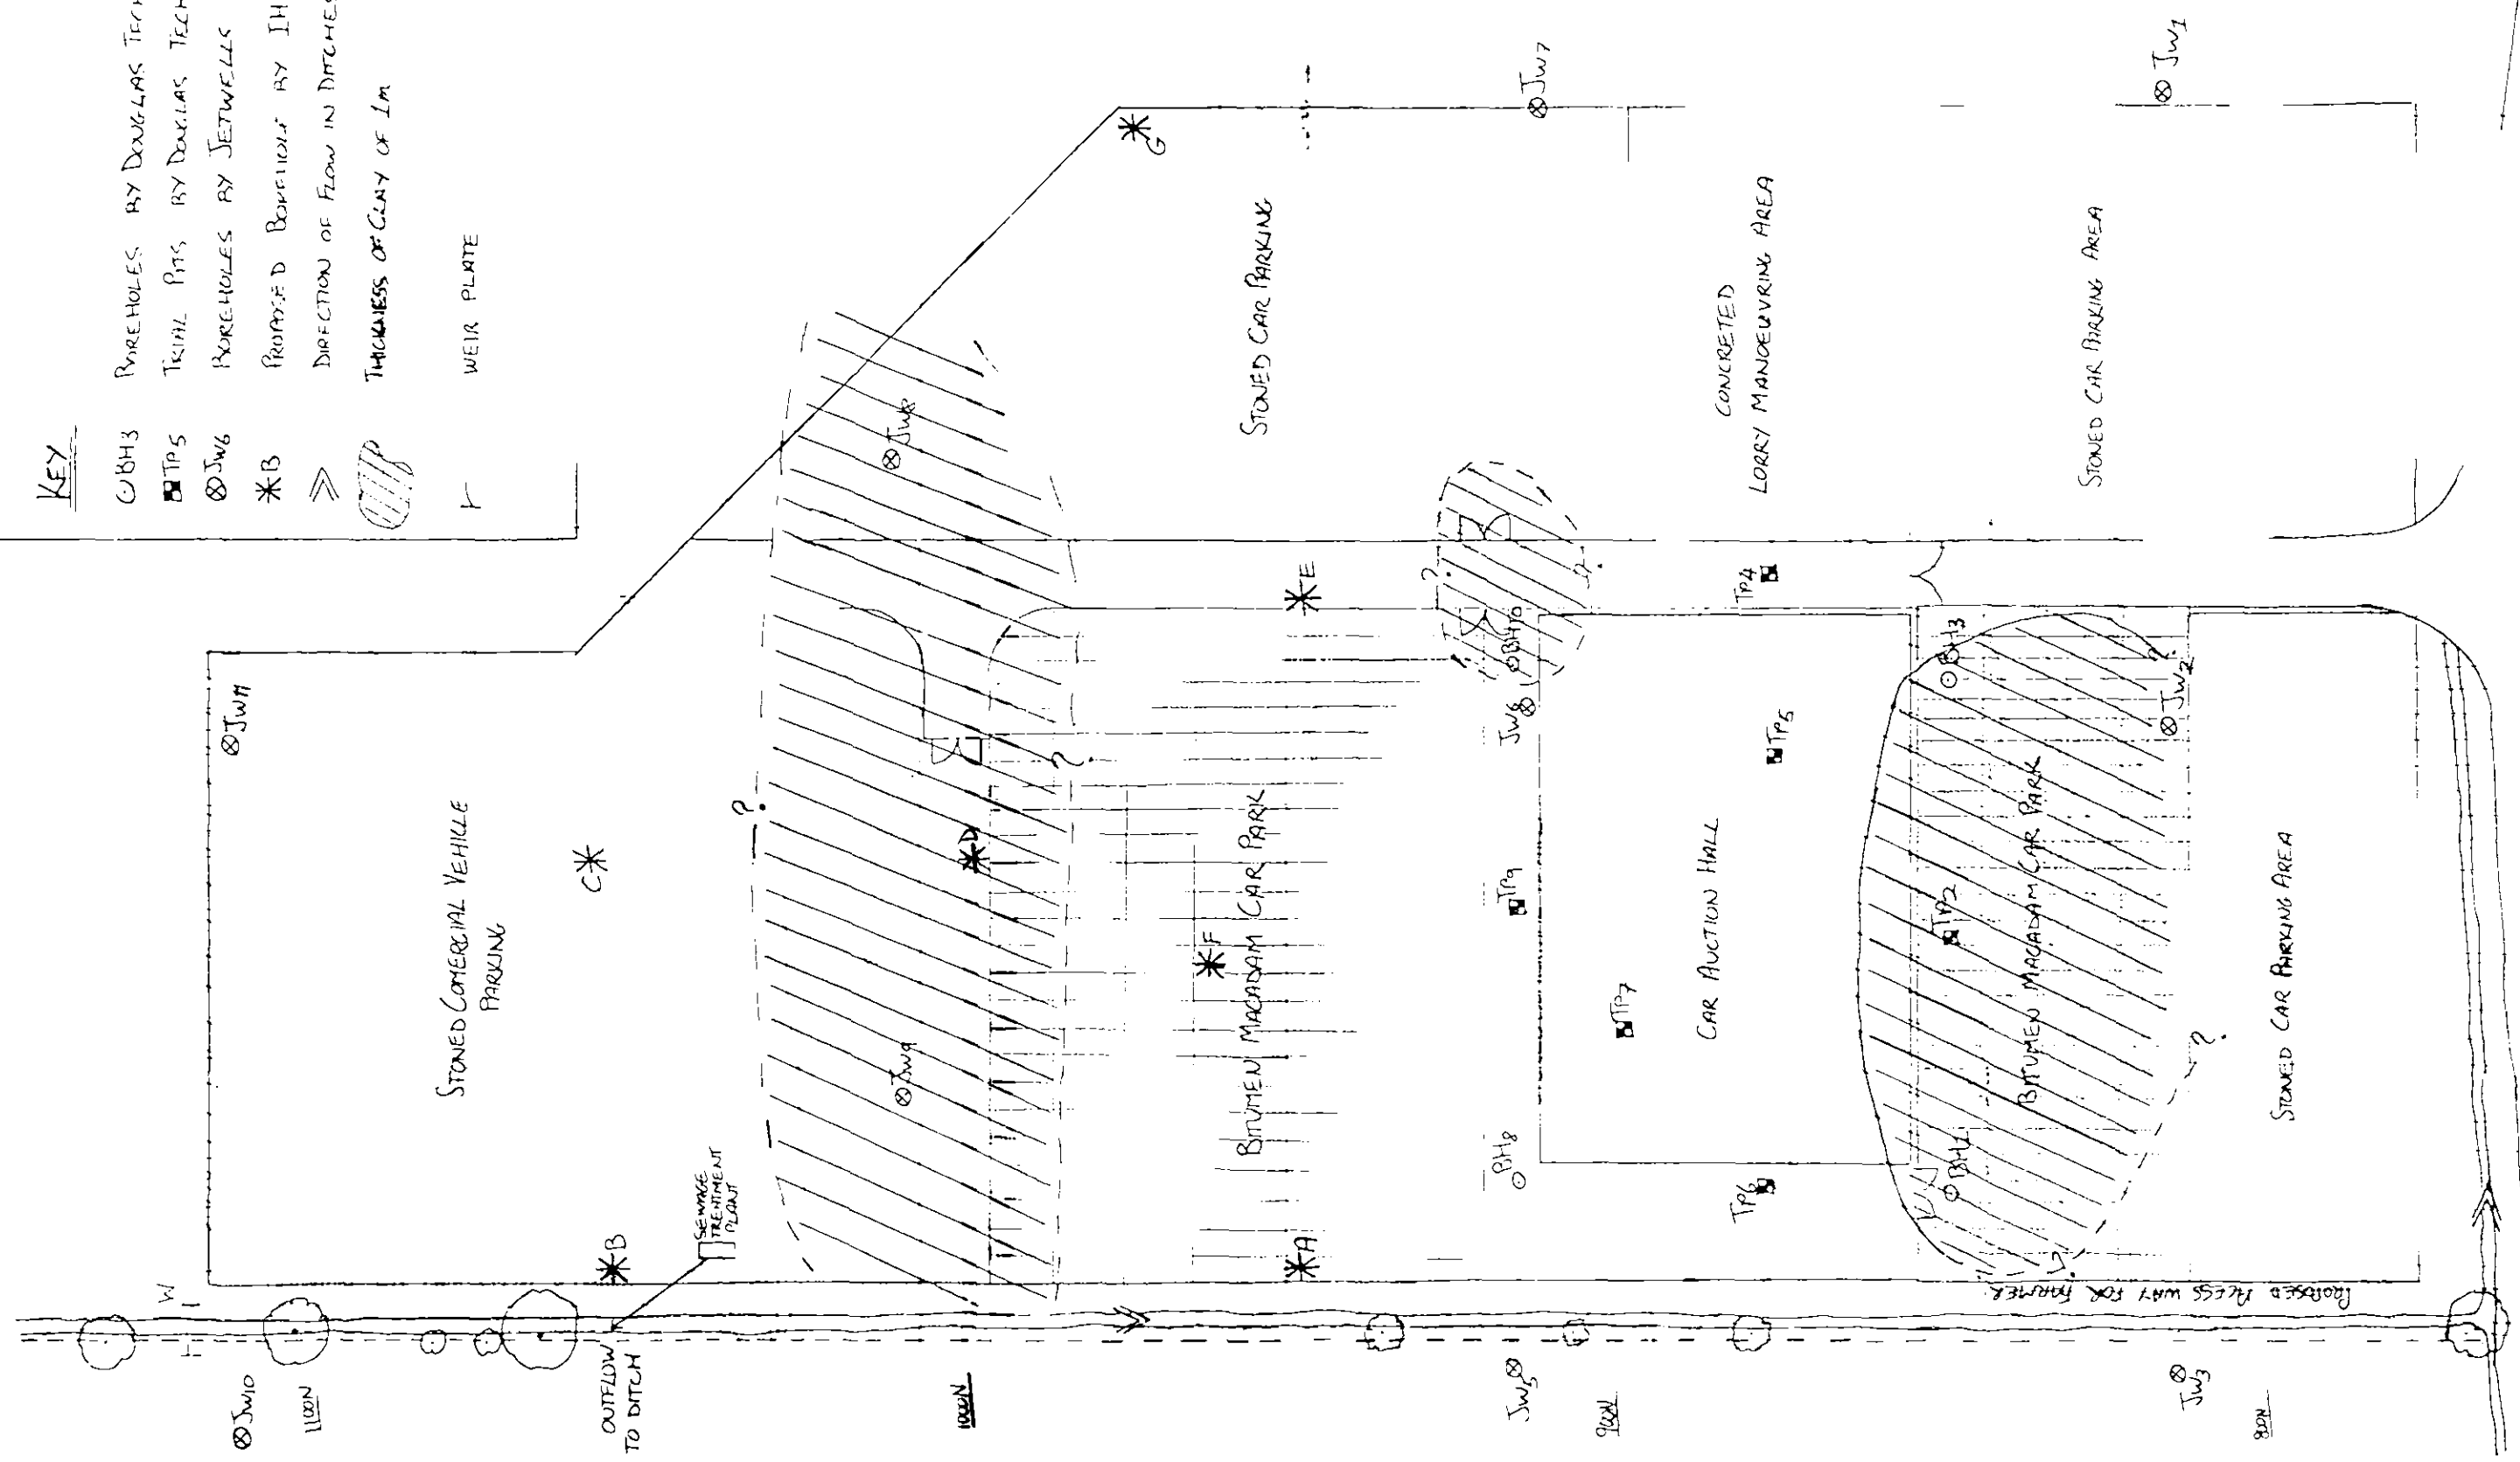 KEY
BH3 BOREHOLES BY DOUGLAS TECH
TP5 TRIAL PITS BY DOUGLAS TECH
JW6 BOREHOLES BY JETWELLS
B PROPOSED BY IH
DIRECTION OF FLOW IN DITCHES
THICKNESS OF CLAY OF 1m
WEIR PLATE
JW11
STONED COMERCIAL VEHICLE
PARKING
C
B
W
SEWAGE
TREATMENT
PLANT
OUTFLOW
TO DITCH
JW10
1100N
?
JW8
JW9
D
?
1000N
G
STONED CAR PARKING
E
F
A
BITUMEN MACADAM CAR PARK
JW7
?
?
?
BH10
JW6
TP9
BH8
JW5
900N
CONCRETED
LORRY MANOEUVRING AREA
TP4
TP5
TP7
TP6
CAR AUCTION HALL
JW1
STONED CAR PARKING AREA
BH3
TP2
BH1
JW2
?
?
?
BITUMEN MACADAM CAR PARK
STONED CAR PARKING AREA
PROPOSED ACESS WAY FOR FARMER
JW3
800N